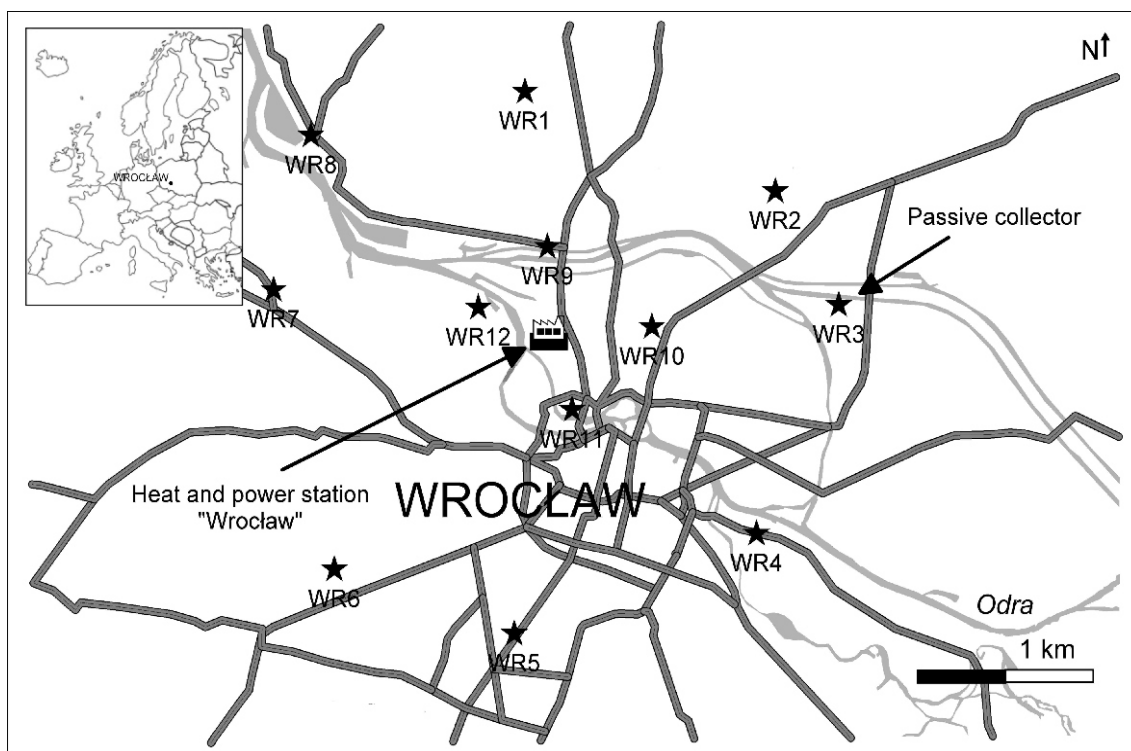 N
WR1
WR8
WROCŁAW
WR2
Passive collector
WR9
WR7
WR3
WR12
WR10
WR11
Heat and power station
"Wrocław"
WROCŁAW
WR4
WR6
Odra
WR5
1 km